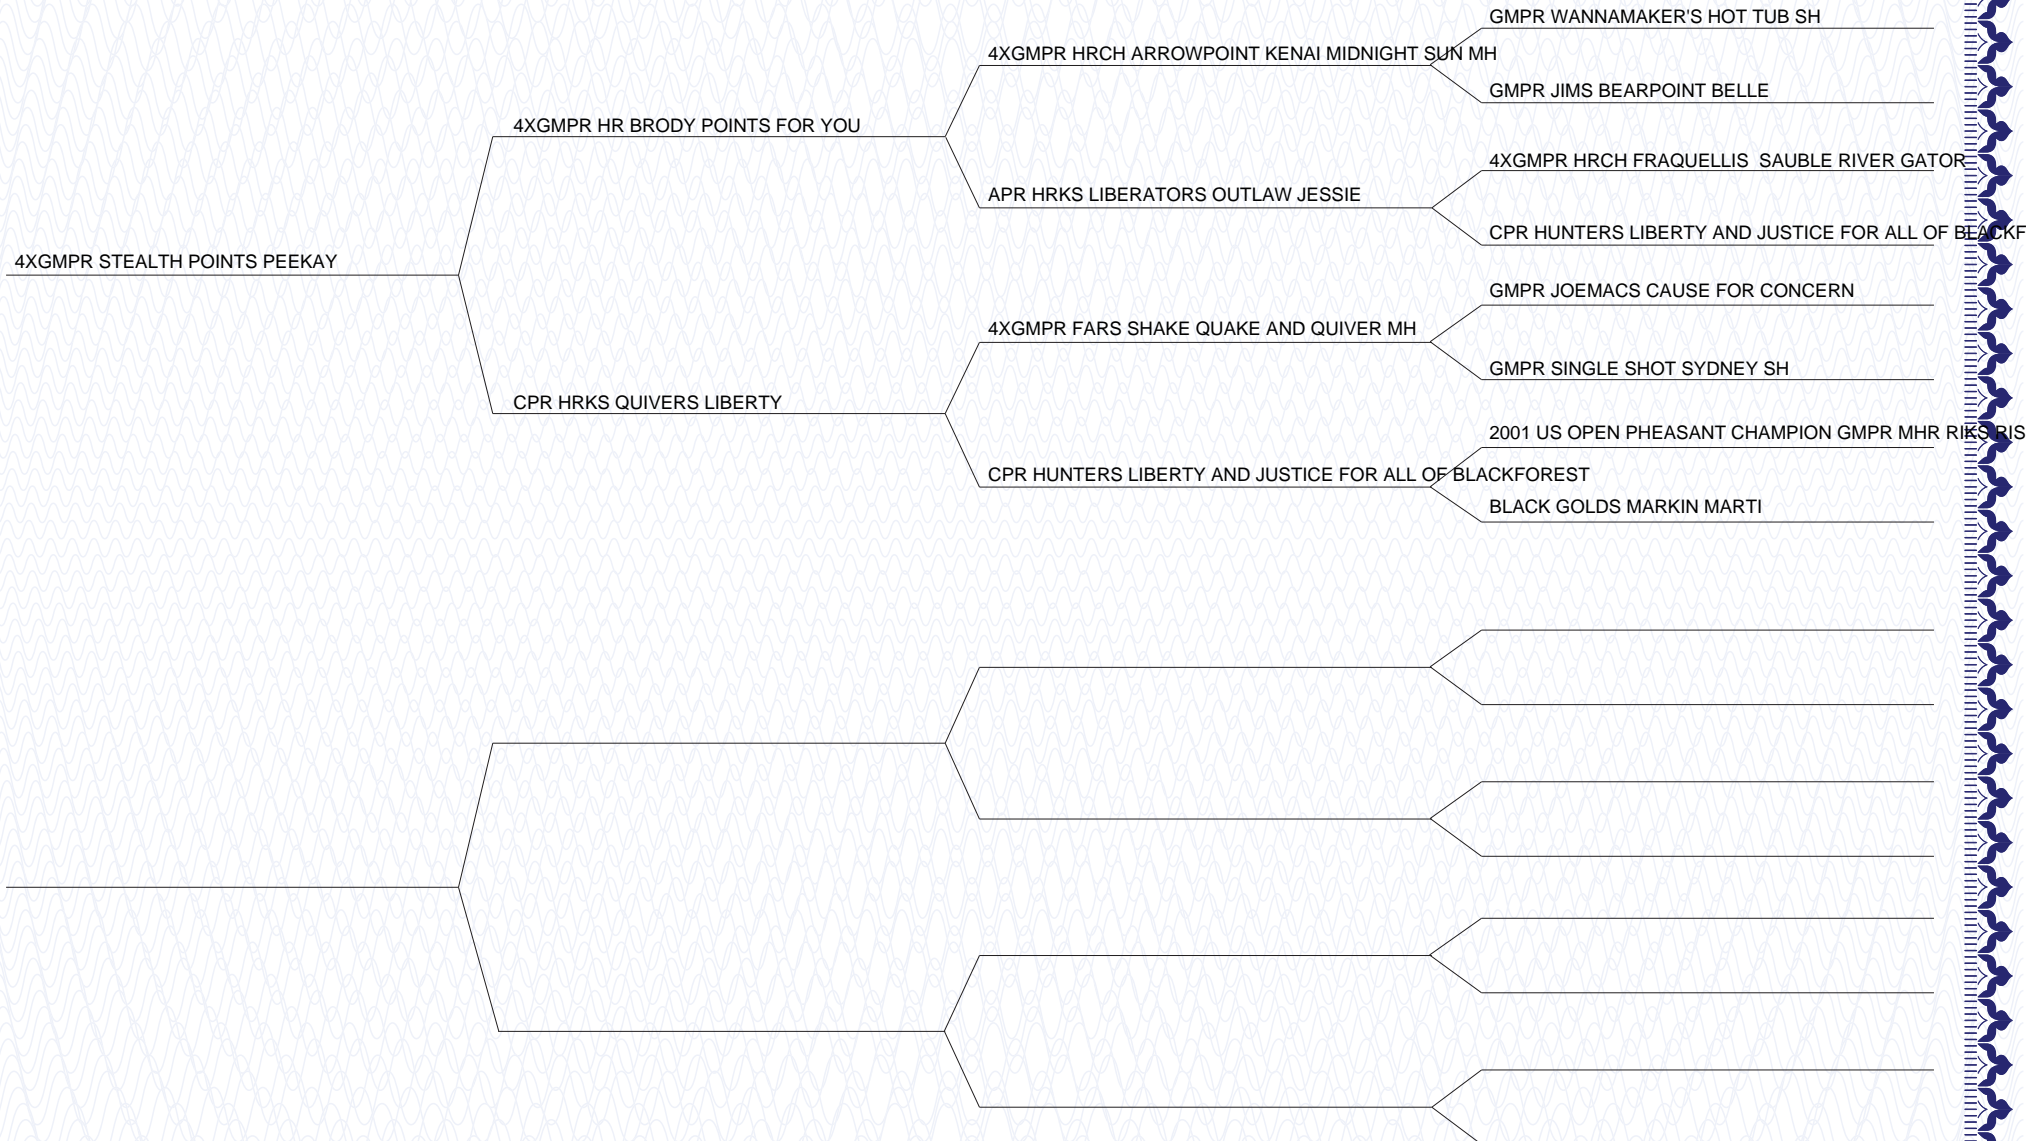 GMPR WANNAMAKER'S HOT TUB SH
4XGMPR HRCH ARROWPOINT KENAI MIDNIGHT SUN MH
GMPR JIMS BEARPOINT BELLE
4XGMPR HR BRODY POINTS FOR YOU
4XGMPR HRCH FRAQUELLIS  SAUBLE RIVER GATOR
APR HRKS LIBERATORS OUTLAW JESSIE
CPR HUNTERS LIBERTY AND JUSTICE FOR ALL OF BLACKF
4XGMPR STEALTH POINTS PEEKAY
GMPR JOEMACS CAUSE FOR CONCERN
4XGMPR FARS SHAKE QUAKE AND QUIVER MH
GMPR SINGLE SHOT SYDNEY SH
CPR HRKS QUIVERS LIBERTY
2001 US OPEN PHEASANT CHAMPION GMPR MHR RIKS RIS
CPR HUNTERS LIBERTY AND JUSTICE FOR ALL OF BLACKFOREST
BLACK GOLDS MARKIN MARTI